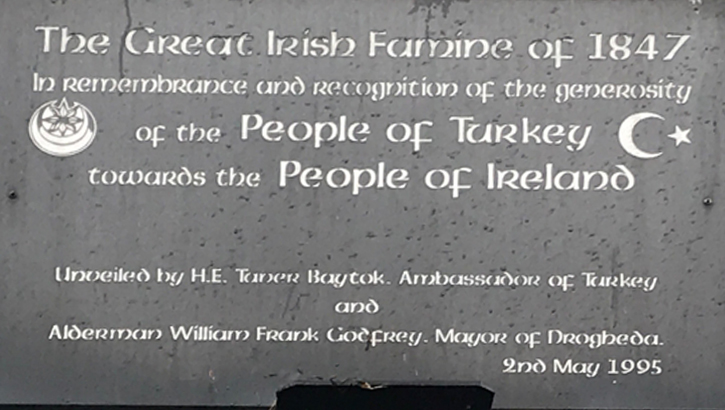 The Great Irish Famine of 1847
In remembrance and recognition of the generosity
of the People of Turkey
towards the People of Ireland
Unveiled by H.E. Taner Baytok. Ambassador of Turkey
and
Alderman William Frank Godfrey. Mayor of Drogheda.
2nd May 1995